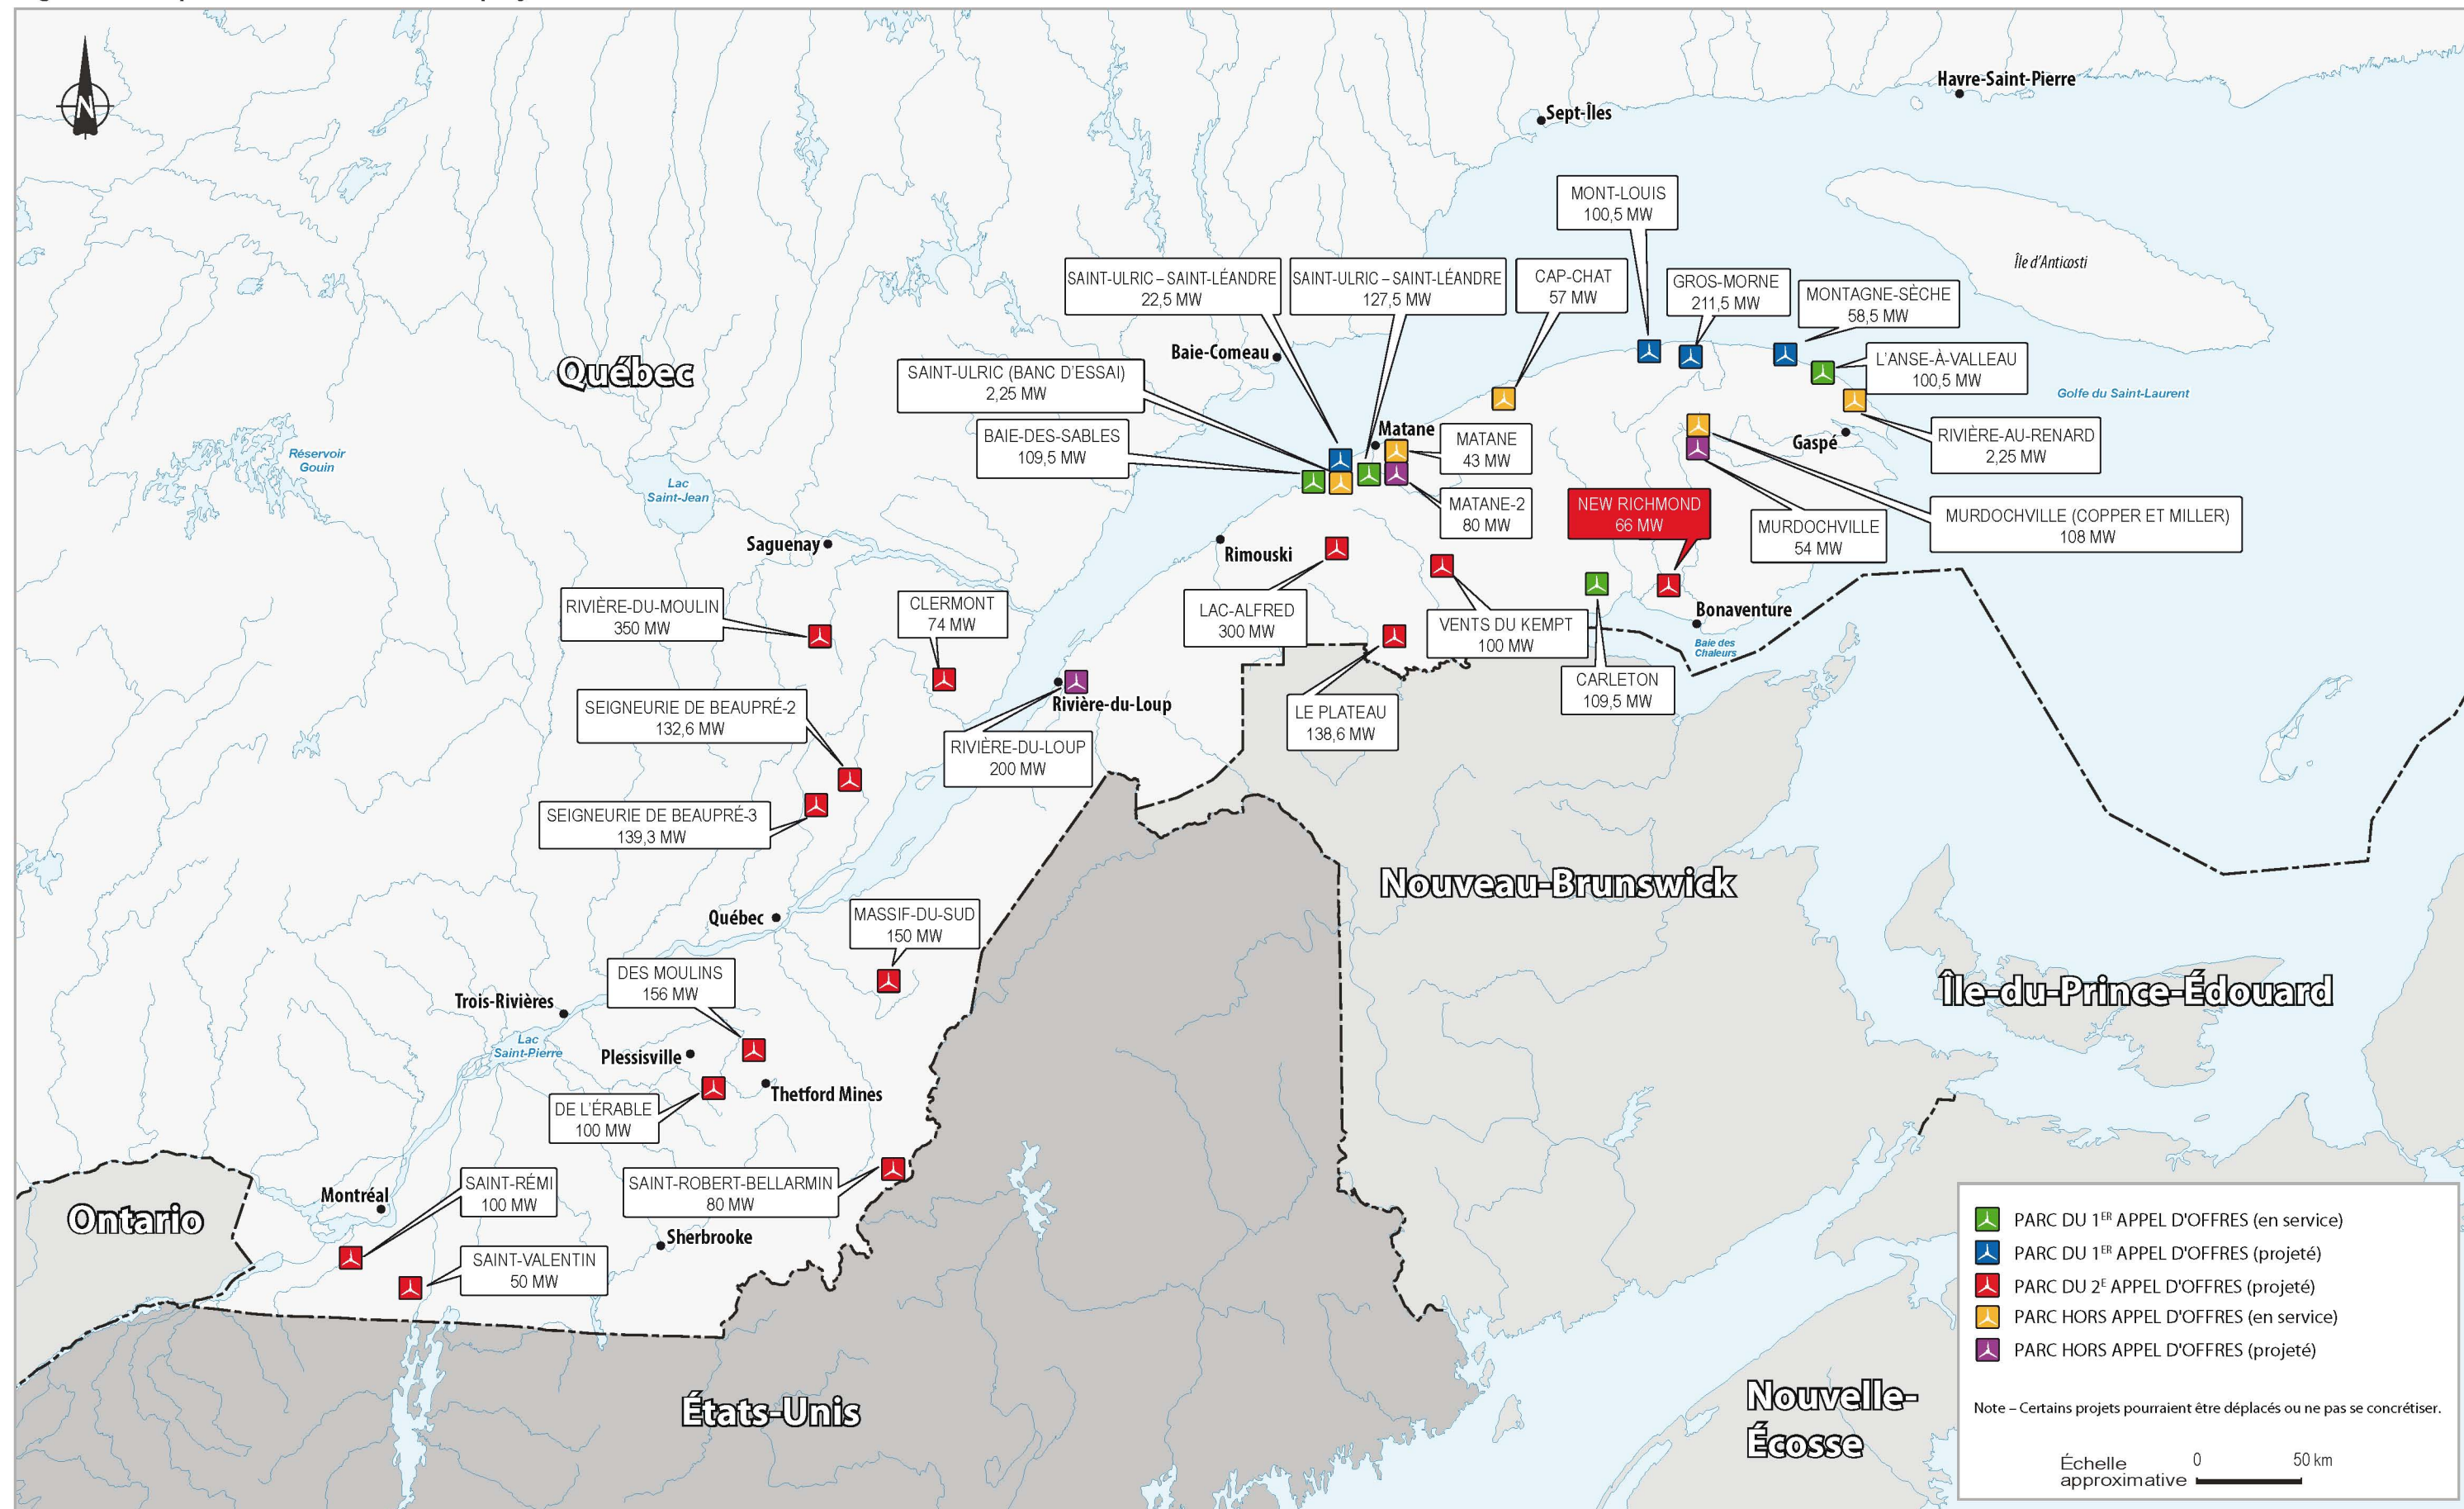 N
Havre-Saint-Pierre
Sept-Îles
MONT-LOUIS
100,5 MW
Île d'Anticosti
SAINT-ULRIC – SAINT-LÉANDRE
22,5 MW
SAINT-ULRIC – SAINT-LÉANDRE
127,5 MW
CAP-CHAT
57 MW
GROS-MORNE
211,5 MW
MONTAGNE-SÈCHE
58,5 MW
Baie-Comeau
Québec
SAINT-ULRIC (BANC D'ESSAI)
2,25 MW
L'ANSE-À-VALLEAU
100,5 MW
Golfe du Saint-Laurent
BAIE-DES-SABLES
109,5 MW
Matane
MATANE
43 MW
Gaspé
RIVIÈRE-AU-RENARD
2,25 MW
Réservoir
Gouin
Lac
Saint-Jean
MATANE-2
80 MW
NEW RICHMOND
66 MW
MURDOCHVILLE
54 MW
MURDOCHVILLE (COPPER ET MILLER)
108 MW
Saguenay
Rimouski
RIVIÈRE-DU-MOULIN
350 MW
CLERMONT
74 MW
LAC-ALFRED
300 MW
VENTS DU KEMPT
100 MW
Bonaventure
Baie des
Chaleurs
CARLETON
109,5 MW
SEIGNEURIE DE BEAUPRÉ-2
132,6 MW
Rivière-du-Loup
RIVIÈRE-DU-LOUP
200 MW
LE PLATEAU
138,6 MW
SEIGNEURIE DE BEAUPRÉ-3
139,3 MW
Nouveau-Brunswick
Québec
MASSIF-DU-SUD
150 MW
DES MOULINS
156 MW
Île-du-Prince-Édouard
Trois-Rivières
Lac
Saint-Pierre
Plessisville
Thetford Mines
DE L'ÉRABLE
100 MW
Ontario
Montréal
SAINT-RÉMI
100 MW
SAINT-ROBERT-BELLARMIN
80 MW
Sherbrooke
SAINT-VALENTIN
50 MW
États-Unis
Nouvelle-
Écosse
PARC DU 1ER APPEL D'OFFRES (en service)
PARC DU 1ER APPEL D'OFFRES (projeté)
PARC DU 2E APPEL D'OFFRES (projeté)
PARC HORS APPEL D'OFFRES (en service)
PARC HORS APPEL D'OFFRES (projeté)
Note – Certains projets pourraient être déplacés ou ne pas se concrétiser.
Échelle
approximative
0 50 km